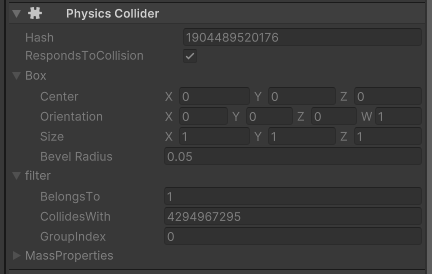 Physics Collider
Hash 1904489520176
RespondsToCollision
Box
Center X 0 Y 0 Z 0
Orientation X 0 Y 0 Z 0 W 1
Size X 1 Y 1 Z 1
Bevel Radius 0.05
filter
BelongsTo 1
CollidesWith 4294967295
GroupIndex 0
MassProperties